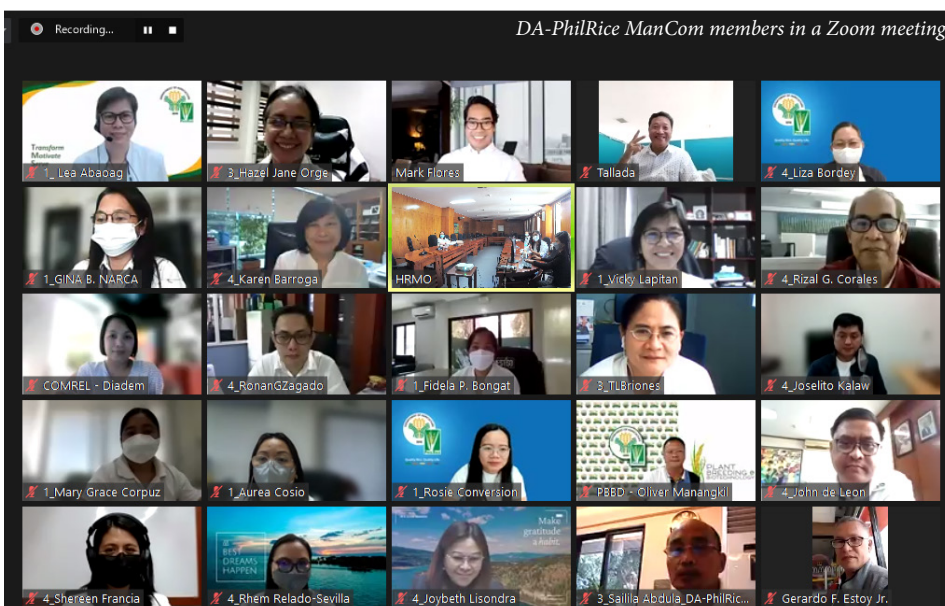 Recording...
DA-PhilRice ManCom members in a Zoom meeting
Transform
Motivate
1_ Lea Abaoag
3_Hazel Jane Orge
Mark Flores
Tallada
4_Liza Bordey
1_GINA B. NARCA
4_Karen Barroga
HRMO
1_Vicky Lapitan
4_Rizal G. Corales
COMREL - Diadem
4_RonanGZagado
1_Fidela P. Bongat
3_TLBriones
4_Joselito Kalaw
1_Mary Grace Corpuz
1_Aurea Cosio
1_Rosie Conversion
PLANT
BREEDING &
BIOTECHNOLOGY
PBBD - Oliver Manangkil
4_John de Leon
BEST
DREAMS
HAPPEN
Make
gratitude
a habit.
4_Shereen Francia
4_Rhem Relado-Sevilla
4_Joybeth Lisondra
3_Sailila Abdula_DA-PhilRic...
Gerardo F. Estoy Jr.